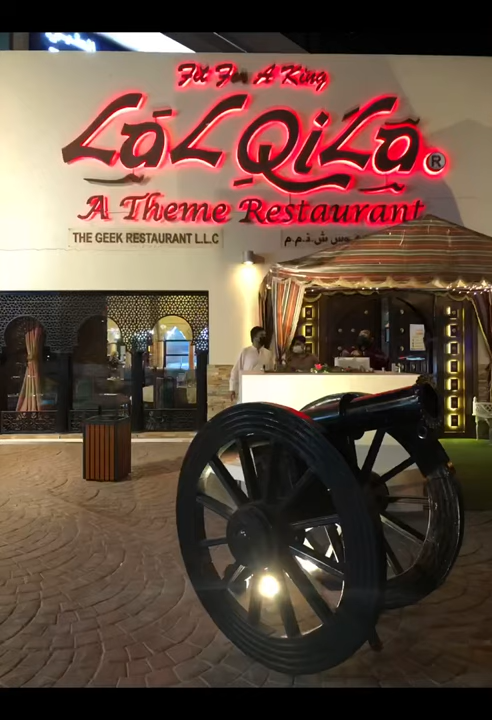 Fit For A King
LaL QiLa ®
A Theme Restaurant
THE GEEK RESTAURANT L.L.C
ش.ذ.م.م